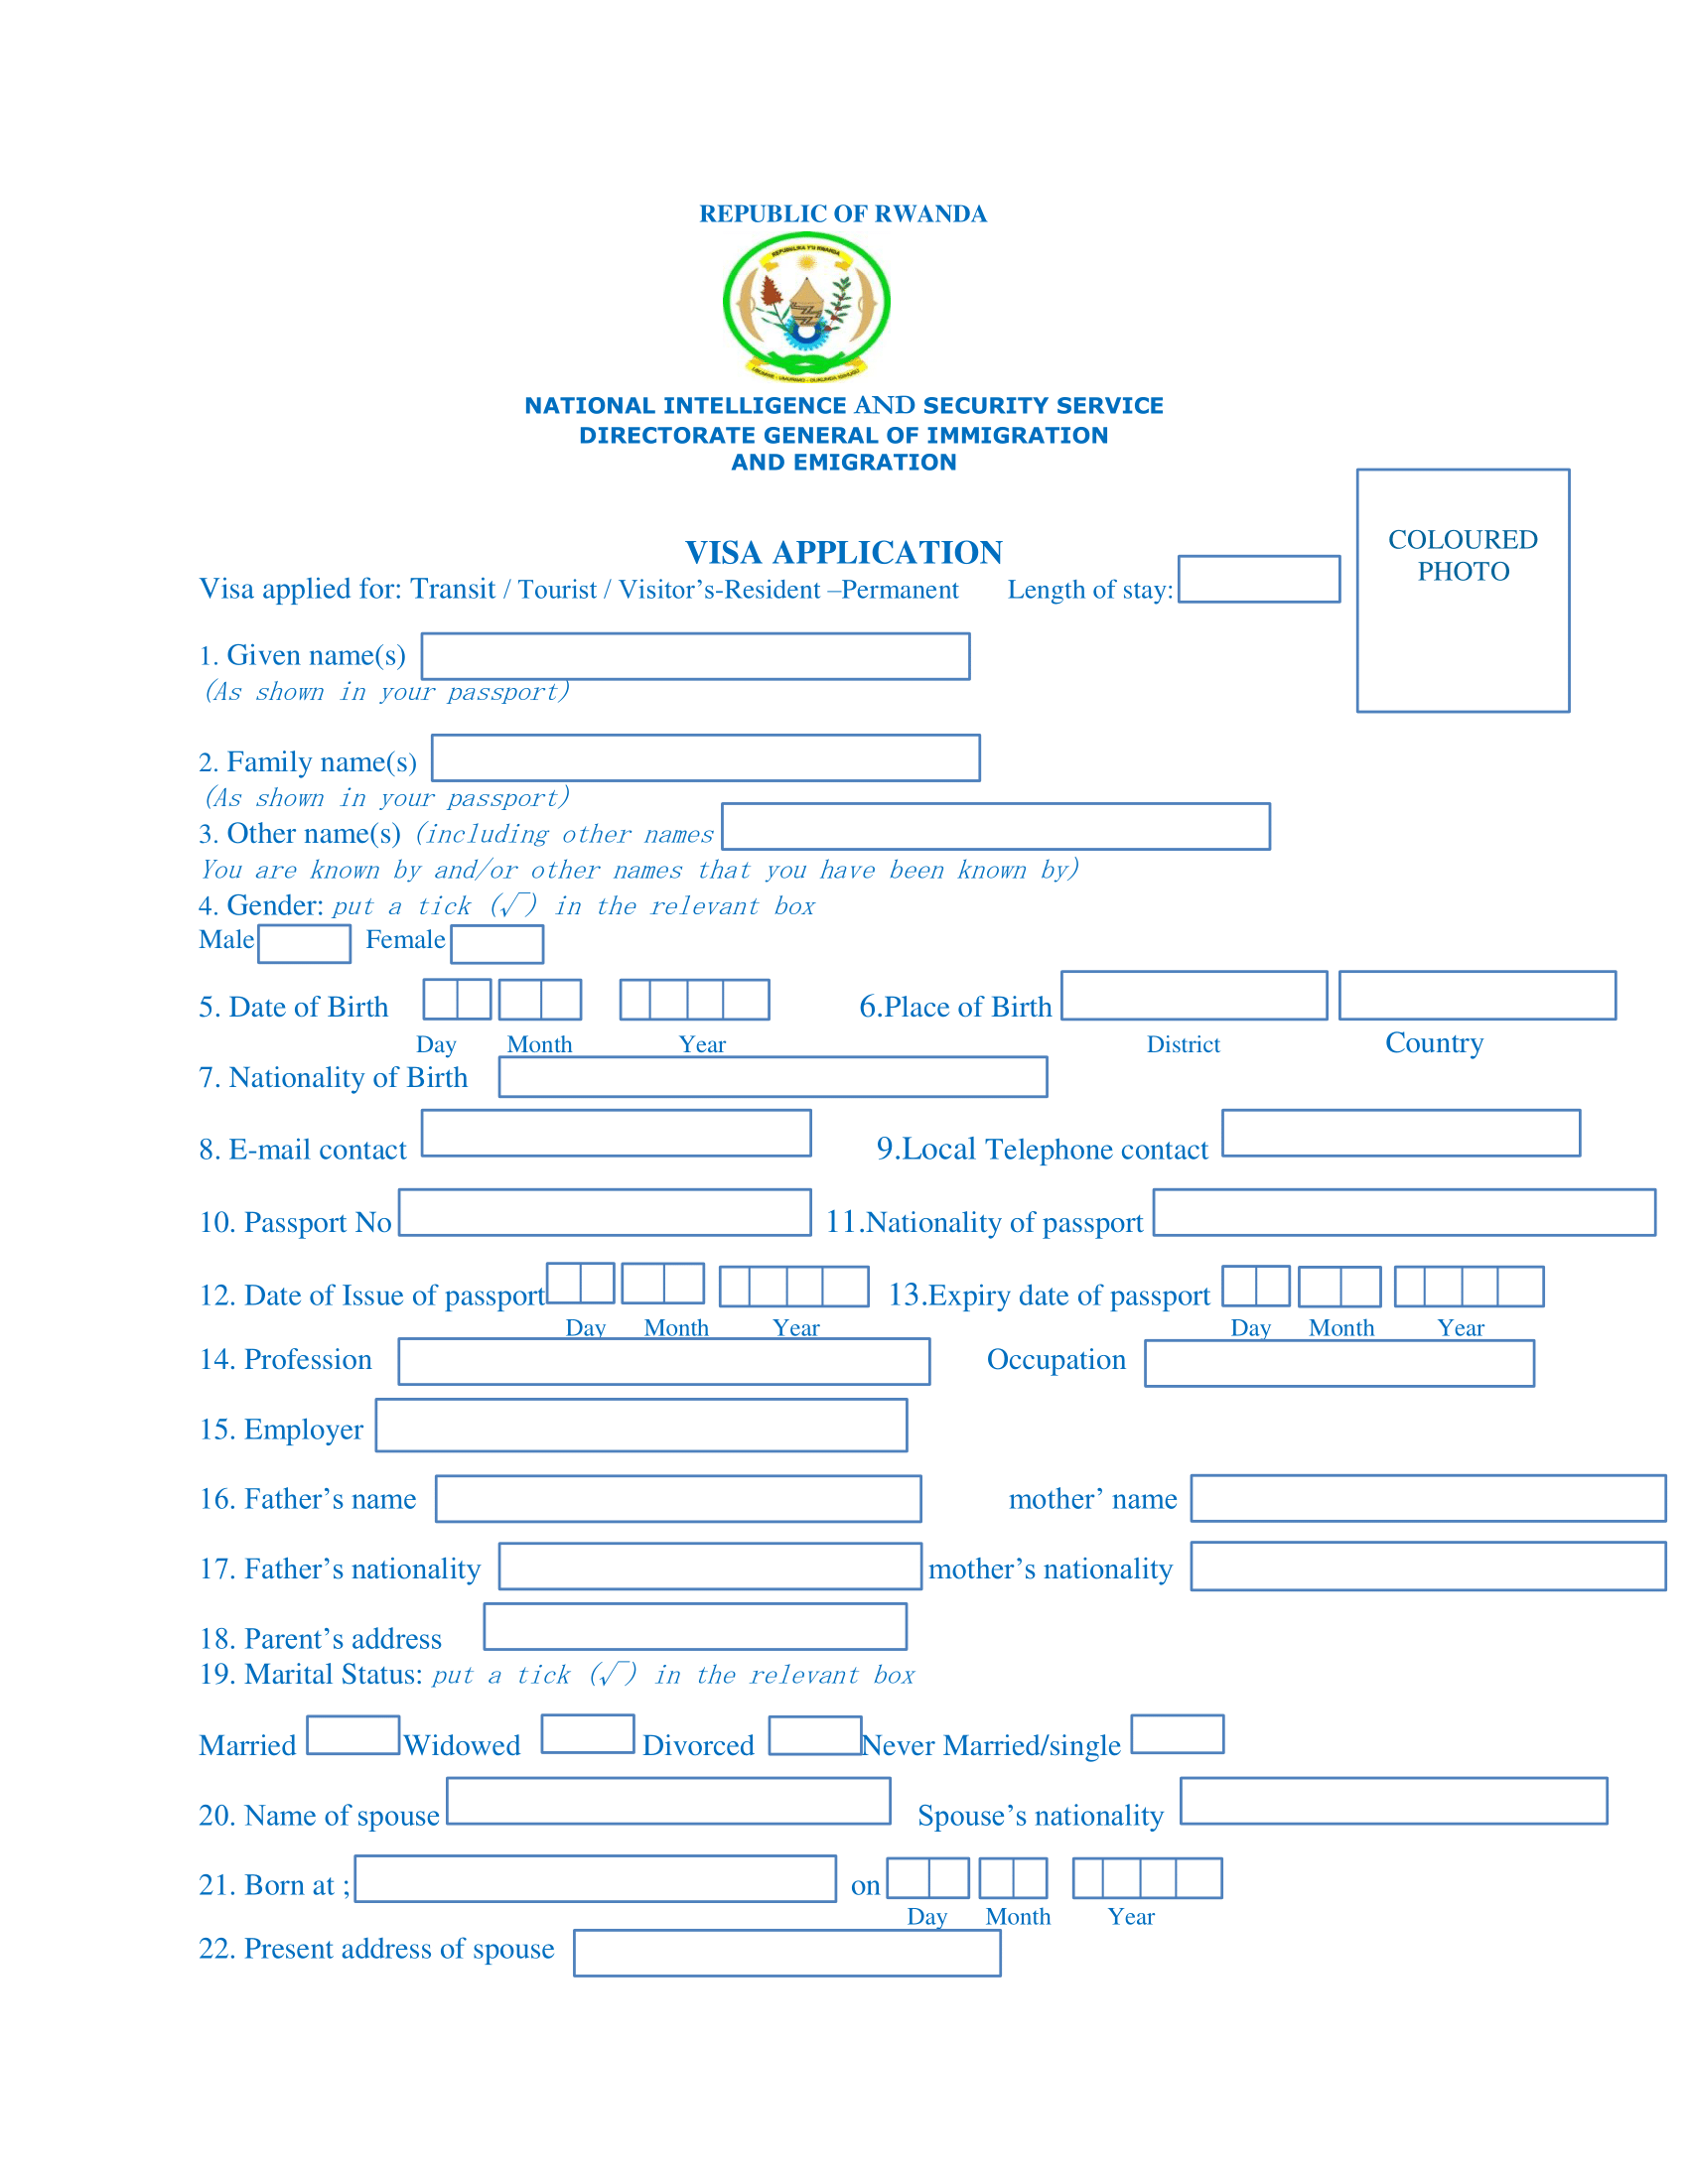 REPUBLIC OF RWANDA
REPUBULIKA Y'U RWANDA
UBUMWE - UMURIMO - GUKUNDA IGIHUGU
NATIONAL INTELLIGENCE AND SECURITY SERVICE
DIRECTORATE GENERAL OF IMMIGRATION
AND EMIGRATION
COLOURED
PHOTO
VISA APPLICATION
Visa applied for: Transit / Tourist / Visitor’s-Resident –Permanent Length of stay:
1. Given name(s)
(As shown in your passport)
2. Family name(s)
(As shown in your passport)
3. Other name(s) (including other names
You are known by and/or other names that you have been known by)
4. Gender: put a tick (√) in the relevant box
Male Female
5. Date of Birth 6.Place of Birth
Day Month Year District Country
7. Nationality of Birth
8. E-mail contact 9.Local Telephone contact
10. Passport No 11.Nationality of passport
12. Date of Issue of passport 13.Expiry date of passport
Day Month Year Day Month Year
14. Profession Occupation
15. Employer
16. Father’s name mother’ name
17. Father’s nationality mother’s nationality
18. Parent’s address
19. Marital Status: put a tick (√) in the relevant box
Married Widowed Divorced Never Married/single
20. Name of spouse Spouse’s nationality
21. Born at ; on
Day Month Year
22. Present address of spouse